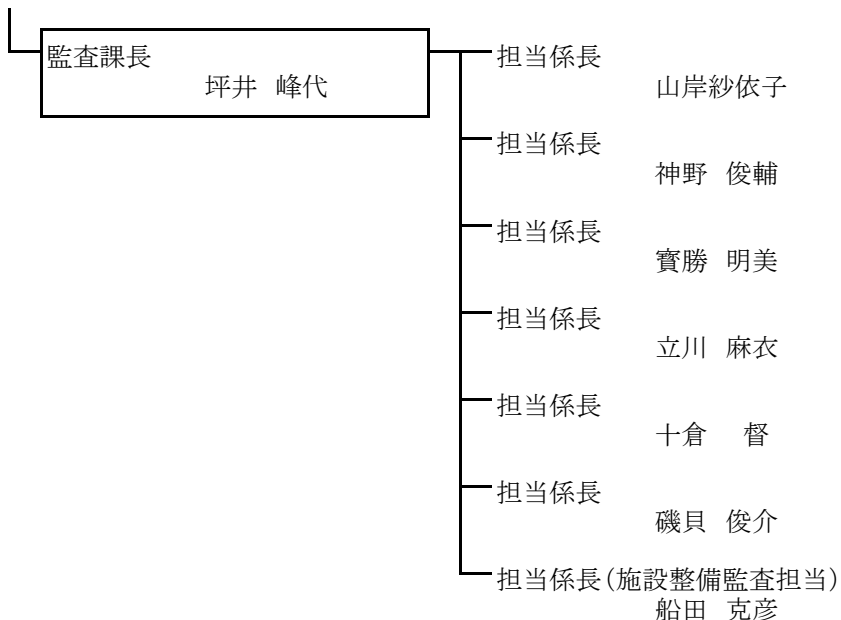 監査課長
坪井 峰代
担当係長
山岸紗依子
担当係長
神野 俊輔
担当係長
寳勝 明美
担当係長
立川 麻衣
担当係長
十倉 督
担当係長
磯貝 俊介
担当係長(施設整備監査担当)
船田 克彦